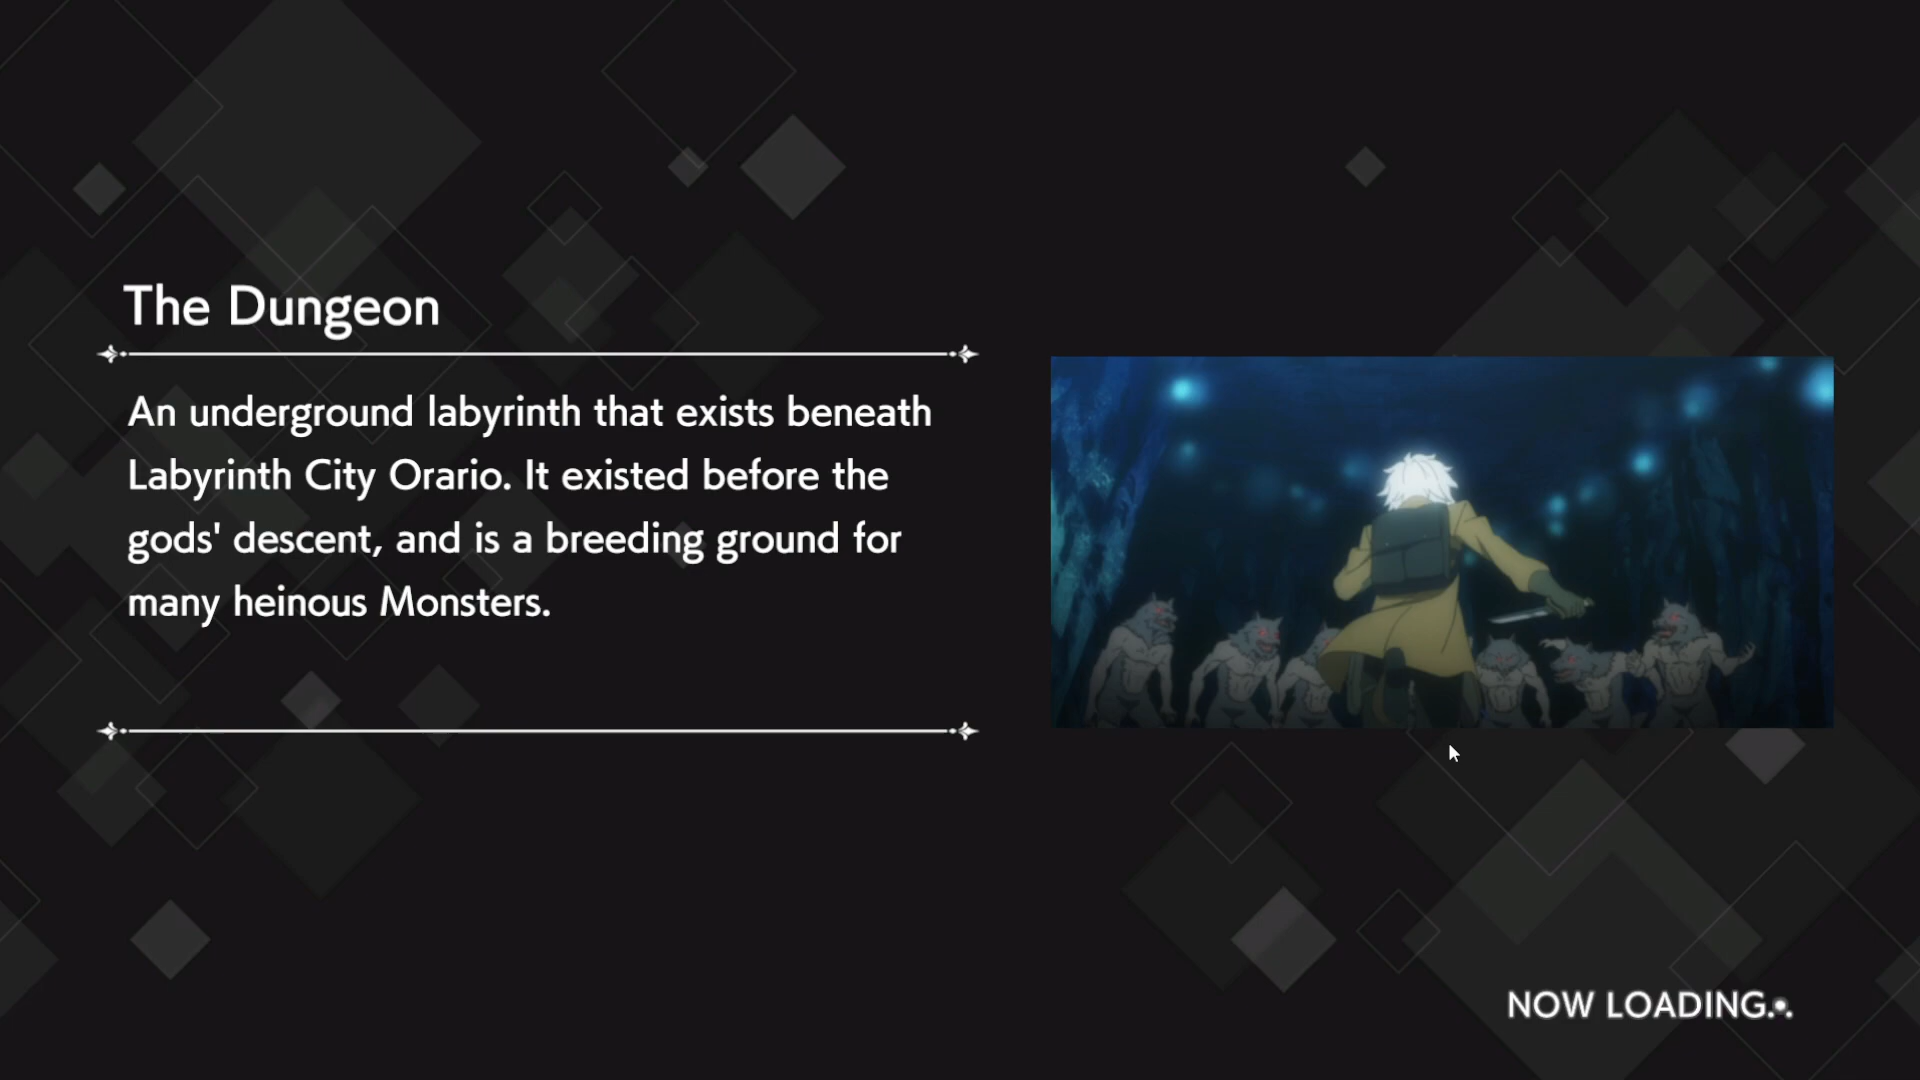 The Dungeon
An underground labyrinth that exists beneath
Labyrinth City Orario. It existed before the
gods' descent, and is a breeding ground for
many heinous Monsters.
NOW LOADING...